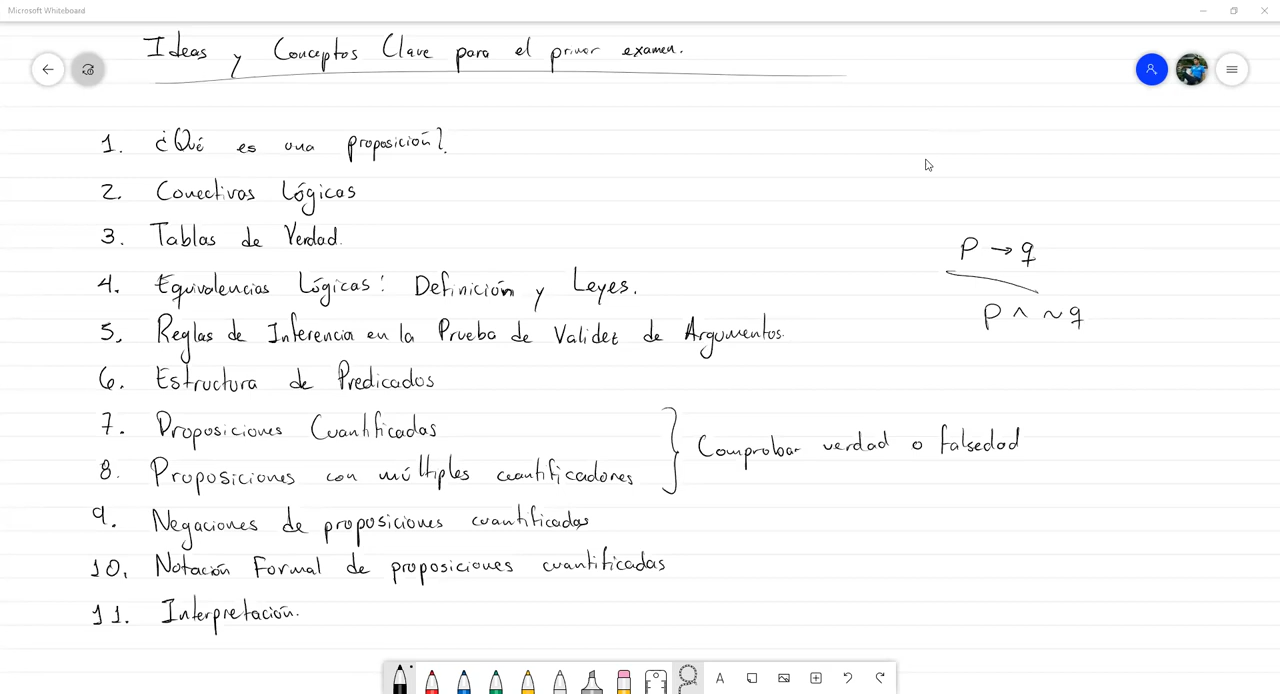 Microsoft Whiteboard
Ideas y Conceptos Clave para el primer examen.
1. ¿Qué es una proposición?
2. Conectivas Lógicas
3. Tablas de Verdad.
4. Equivalencias Lógicas: Definición y Leyes.
5. Reglas de Inferencia en la Prueba de Validez de Argumentos.
6. Estructura de Predicados
7. Proposiciones Cuantificadas
8. Proposiciones con múltiples cuantificadores
Comprobar verdad o falsedad
9. Negaciones de proposiciones cuantificadas
10. Notación Formal de proposiciones cuantificadas
11. Interpretación.
P → q
P ∧ ~q
A